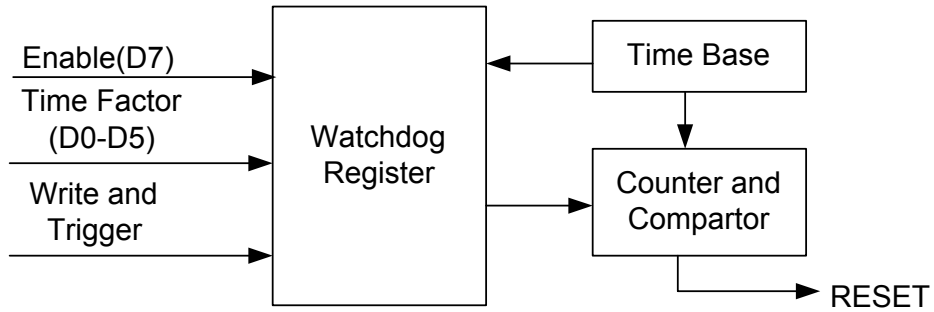 Enable(D7)
Time Factor
(D0-D5)
Write and
Trigger
Watchdog
Register
Time Base
Counter and
Compartor
RESET